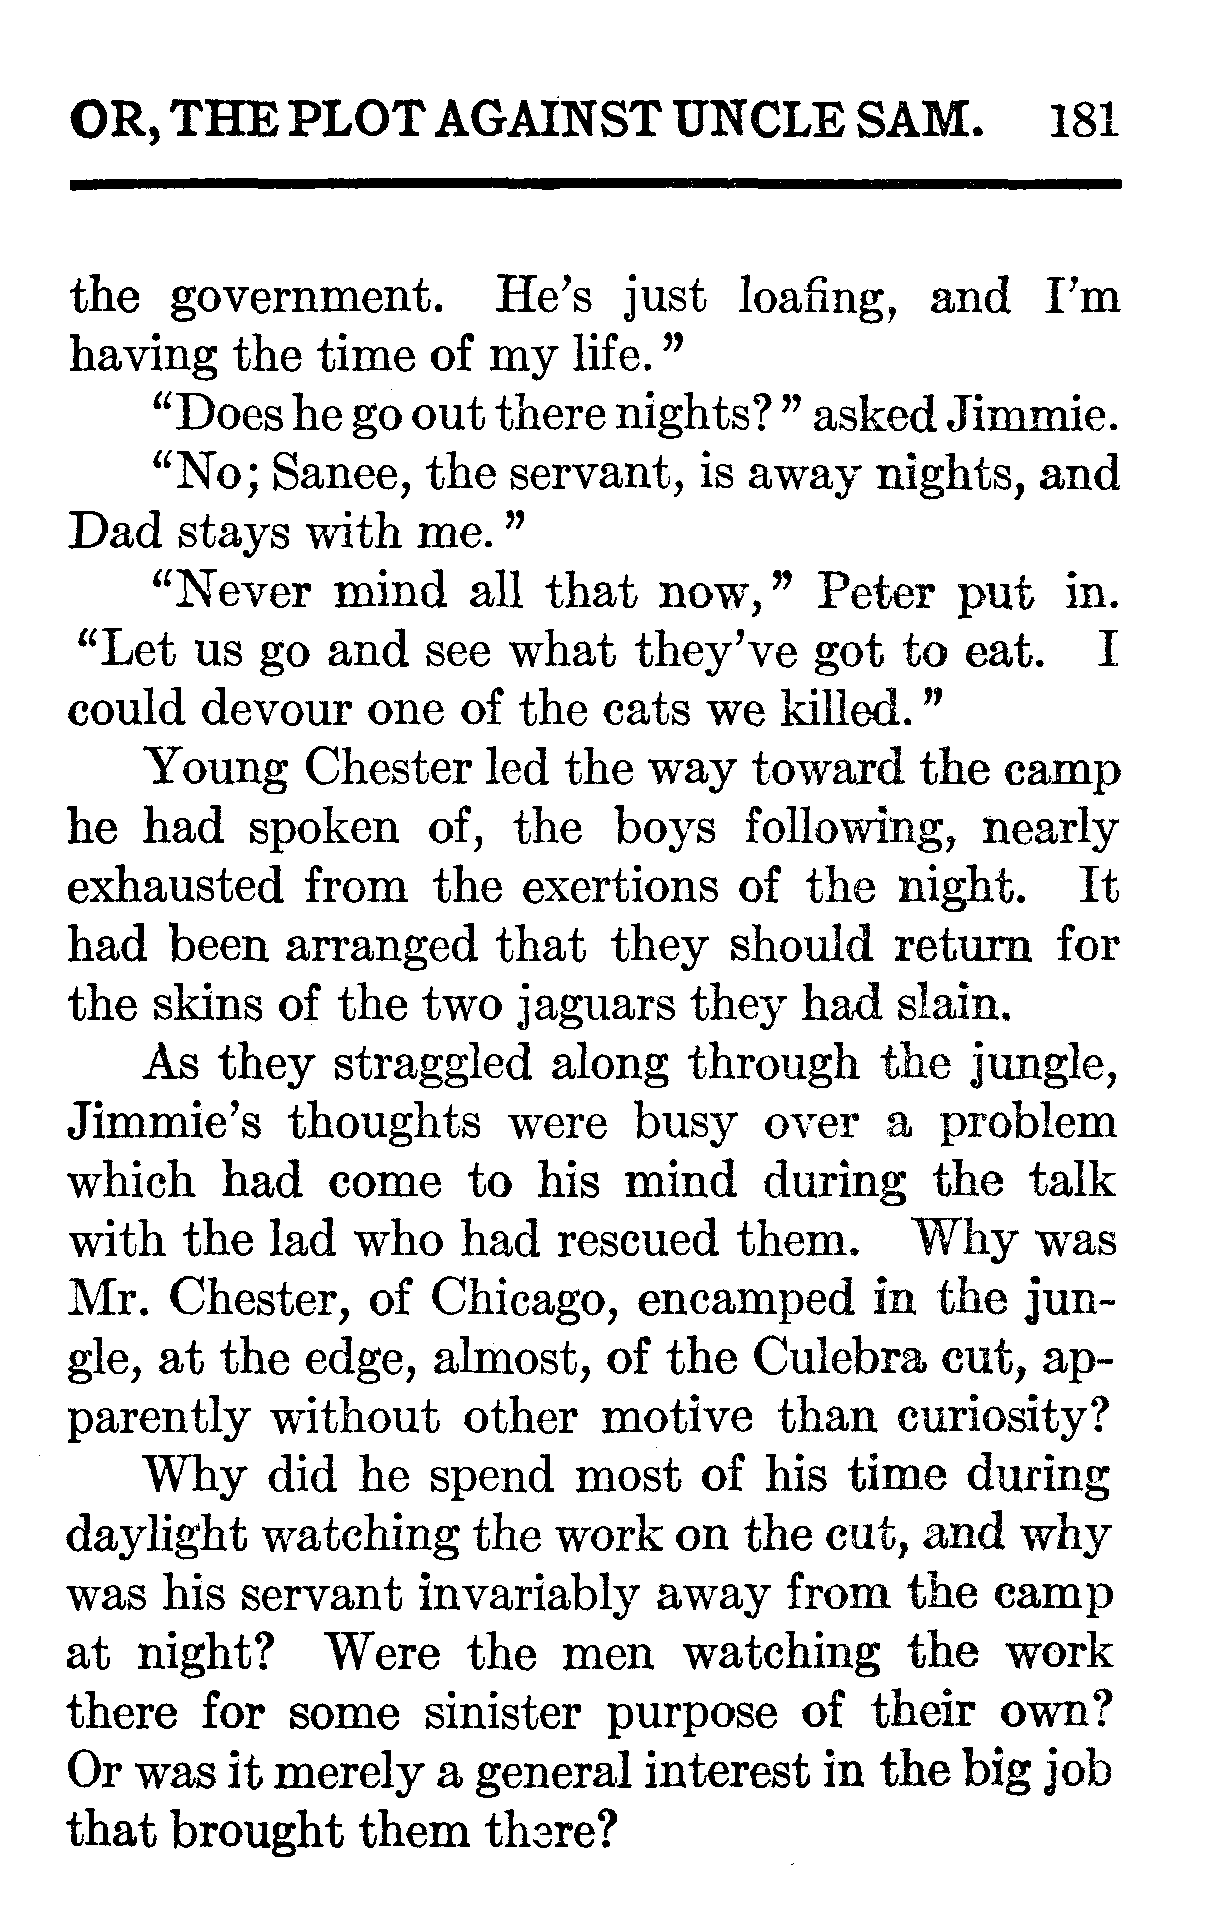 OR, THE PLOT AGAINST UNCLE SAM. 181
the government. He's just loafing, and I'm
having the time of my life."
"Does he go out there nights?" asked Jimmie.
"No; Sanee, the servant, is away nights, and
Dad stays with me."
"Never mind all that now," Peter put in.
"Let us go and see what they've got to eat. I
could devour one of the cats we killed."
Young Chester led the way toward the camp
he had spoken of, the boys following, nearly
exhausted from the exertions of the night. It
had been arranged that they should return for
the skins of the two jaguars they had slain.
As they straggled along through the jungle,
Jimmie's thoughts were busy over a problem
which had come to his mind during the talk
with the lad who had rescued them. Why was
Mr. Chester, of Chicago, encamped in the jun-
gle, at the edge, almost, of the Culebra cut, ap-
parently without other motive than curiosity?
Why did he spend most of his time during
daylight watching the work on the cut, and why
was his servant invariably away from the camp
at night? Were the men watching the work
there for some sinister purpose of their own?
Or was it merely a general interest in the big job
that brought them there?